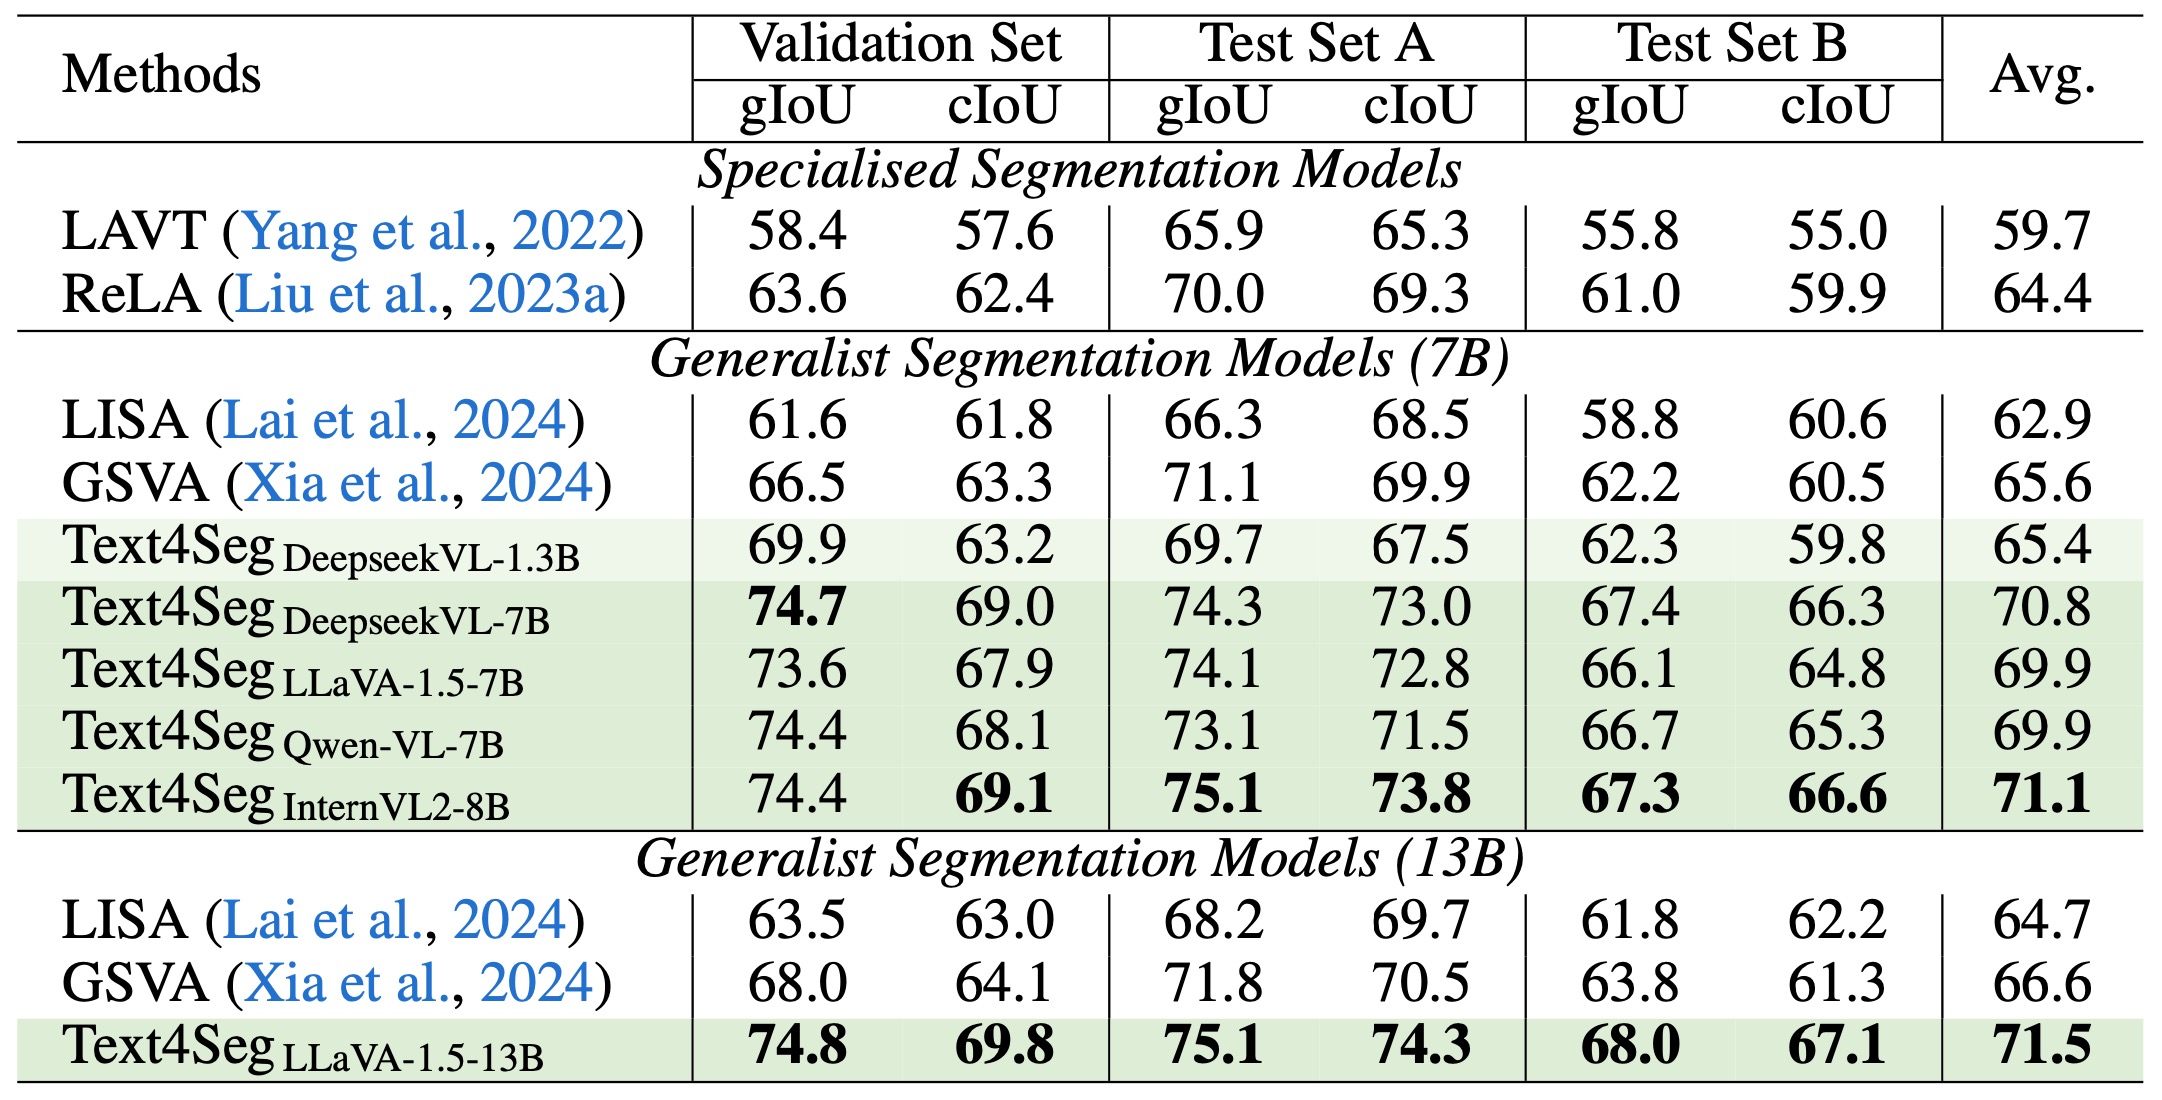 Methods Validation Set Test Set A Test Set B Avg.
gIoU cIoU gIoU cIoU gIoU cIoU
Specialised Segmentation Models
LAVT (Yang et al., 2022) 58.4 57.6 65.9 65.3 55.8 55.0 59.7
ReLA (Liu et al., 2023a) 63.6 62.4 70.0 69.3 61.0 59.9 64.4
Generalist Segmentation Models (7B)
LISA (Lai et al., 2024) 61.6 61.8 66.3 68.5 58.8 60.6 62.9
GSVA (Xia et al., 2024) 66.5 63.3 71.1 69.9 62.2 60.5 65.6
Text4Seg DeepseekVL-1.3B 69.9 63.2 69.7 67.5 62.3 59.8 65.4
Text4Seg DeepseekVL-7B 74.7 69.0 74.3 73.0 67.4 66.3 70.8
Text4Seg LLaVA-1.5-7B 73.6 67.9 74.1 72.8 66.1 64.8 69.9
Text4Seg Qwen-VL-7B 74.4 68.1 73.1 71.5 66.7 65.3 69.9
Text4Seg InternVL2-8B 74.4 69.1 75.1 73.8 67.3 66.6 71.1
Generalist Segmentation Models (13B)
LISA (Lai et al., 2024) 63.5 63.0 68.2 69.7 61.8 62.2 64.7
GSVA (Xia et al., 2024) 68.0 64.1 71.8 70.5 63.8 61.3 66.6
Text4Seg LLaVA-1.5-13B 74.8 69.8 75.1 74.3 68.0 67.1 71.5